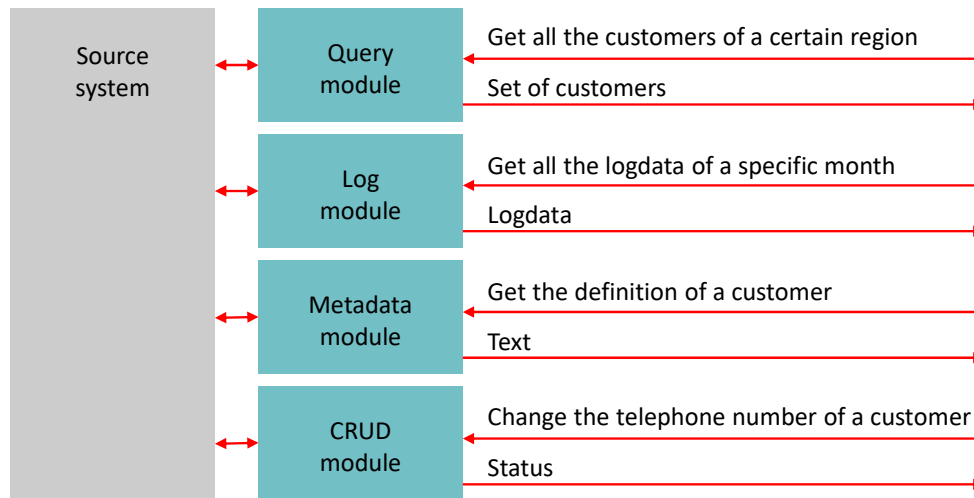 Source
system
Query
module
Get all the customers of a certain region
Set of customers
Log
module
Get all the logdata of a specific month
Logdata
Metadata
module
Get the definition of a customer
Text
CRUD
module
Change the telephone number of a customer
Status